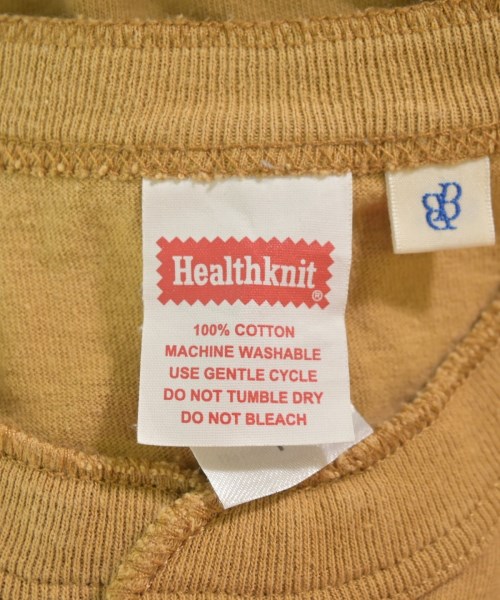 Healthknit®
100% COTTON
MACHINE WASHABLE
USE GENTLE CYCLE
DO NOT TUMBLE DRY
DO NOT BLEACH